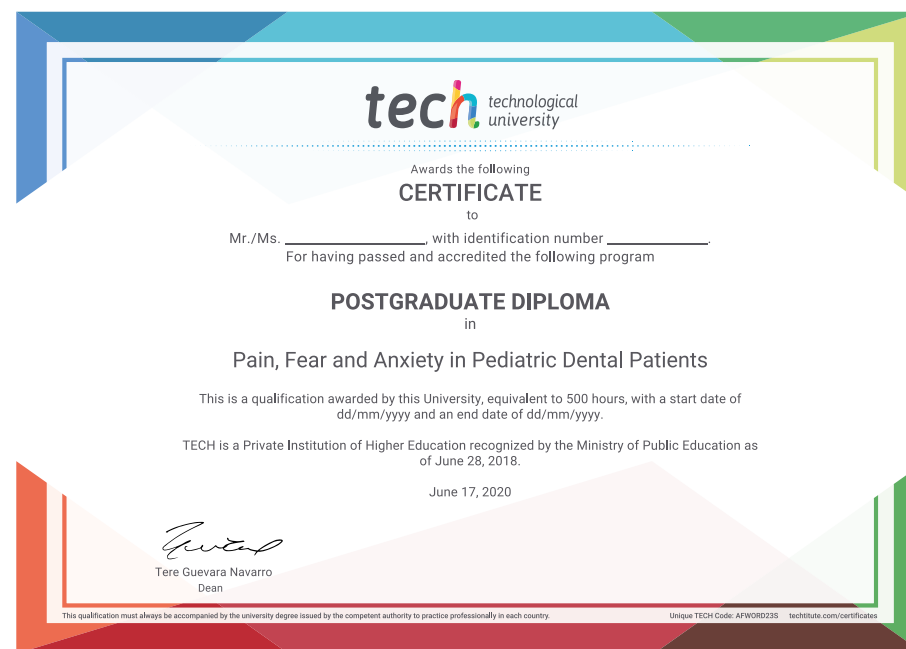 tech technological
university
Awards the following
CERTIFICATE
to
Mr./Ms. ____________________, with identification number ______________.
For having passed and accredited the following program
POSTGRADUATE DIPLOMA
in
Pain, Fear and Anxiety in Pediatric Dental Patients
This is a qualification awarded by this University, equivalent to 500 hours, with a start date of
dd/mm/yyyy and an end date of dd/mm/yyyy.
TECH is a Private Institution of Higher Education recognized by the Ministry of Public Education as
of June 28, 2018.
June 17, 2020
Tere Guevara Navarro
Dean
This qualification must always be accompanied by the university degree issued by the competent authority to practice professionally in each country. Unique TECH Code: AFWORD23S techtitute.com/certificates